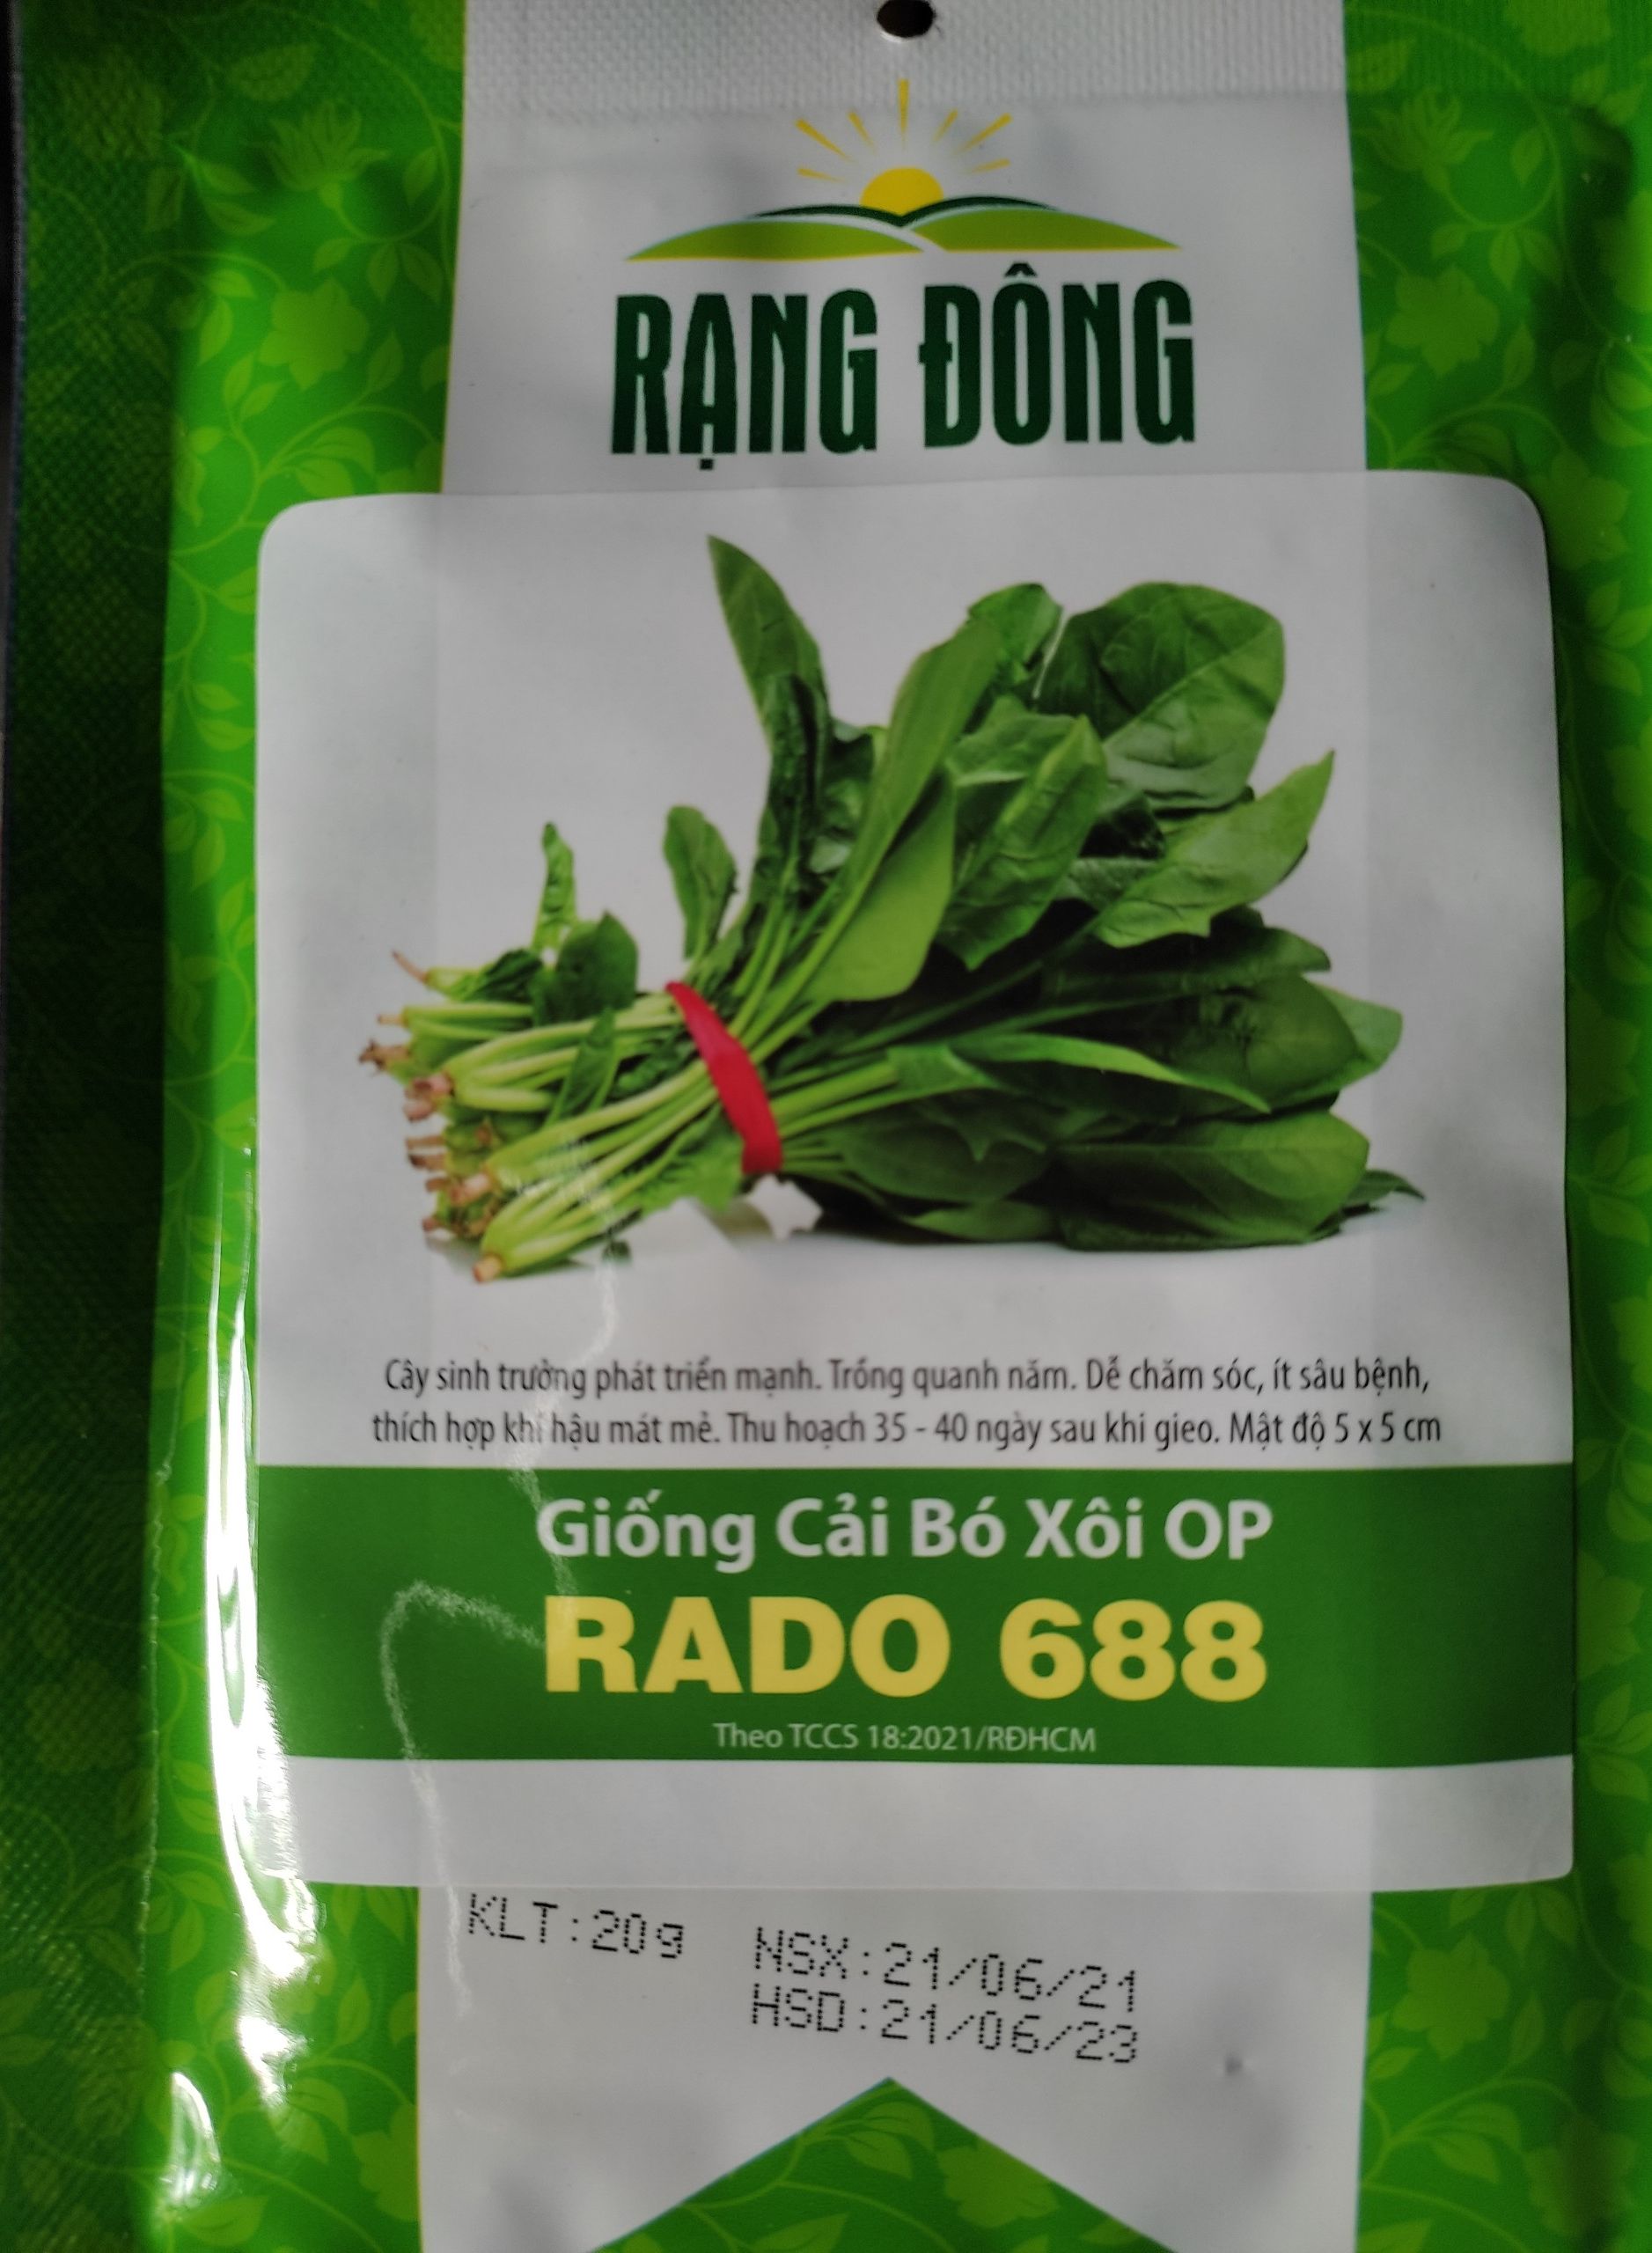 RẠNG ĐÔNG
Cây sinh trưởng phát triển mạnh. Trồng quanh năm. Dễ chăm sóc, ít sâu bệnh,
thích hợp khí hậu mát mẻ. Thu hoạch 35 - 40 ngày sau khi gieo. Mật độ 5 x 5 cm
Giống Cải Bó Xôi OP
RADO 688
Theo TCCS 18:2021/RĐHCM
KLT:20g NSX:21/06/21
HSD:21/06/23